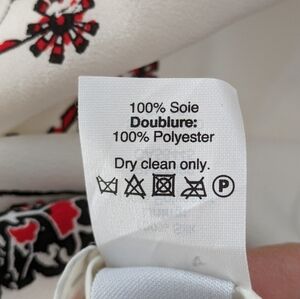 100% Soie
Doublure:
100% Polyester
Dry clean only.
P